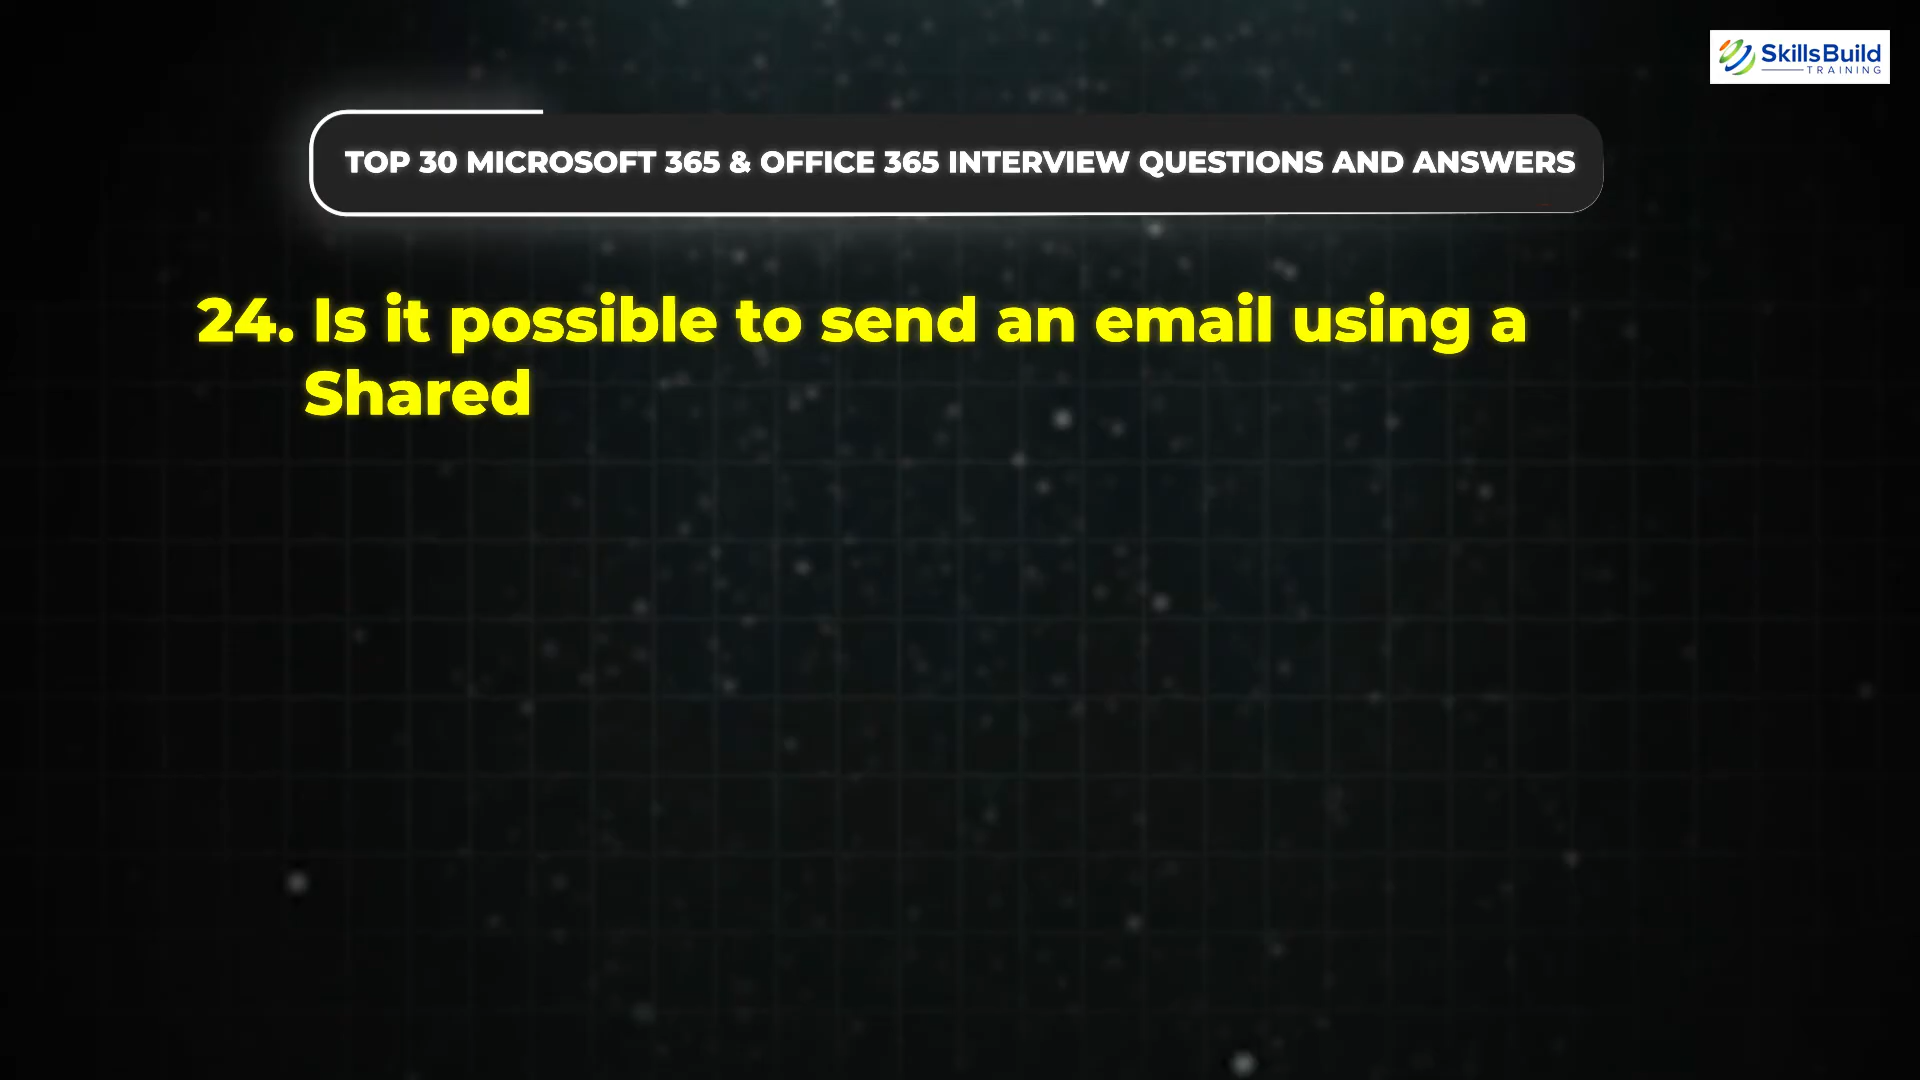 SkillsBuild
TRAINING
TOP 30 MICROSOFT 365 & OFFICE 365 INTERVIEW QUESTIONS AND ANSWERS
24. Is it possible to send an email using a
Shared